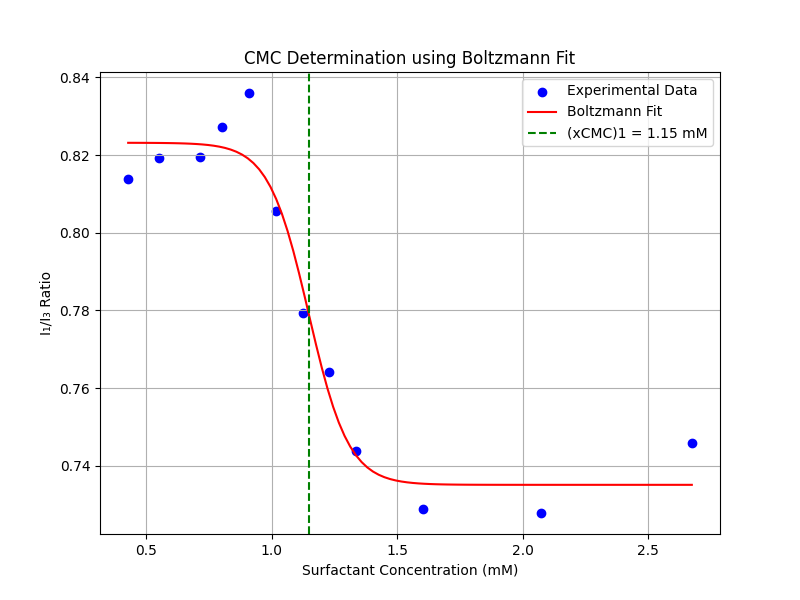 CMC Determination using Boltzmann Fit
Experimental Data
Boltzmann Fit
(xCMC)1 = 1.15 mM
I₁/I₃ Ratio
0.84
0.82
0.80
0.78
0.76
0.74
0.5
1.0
1.5
2.0
2.5
Surfactant Concentration (mM)